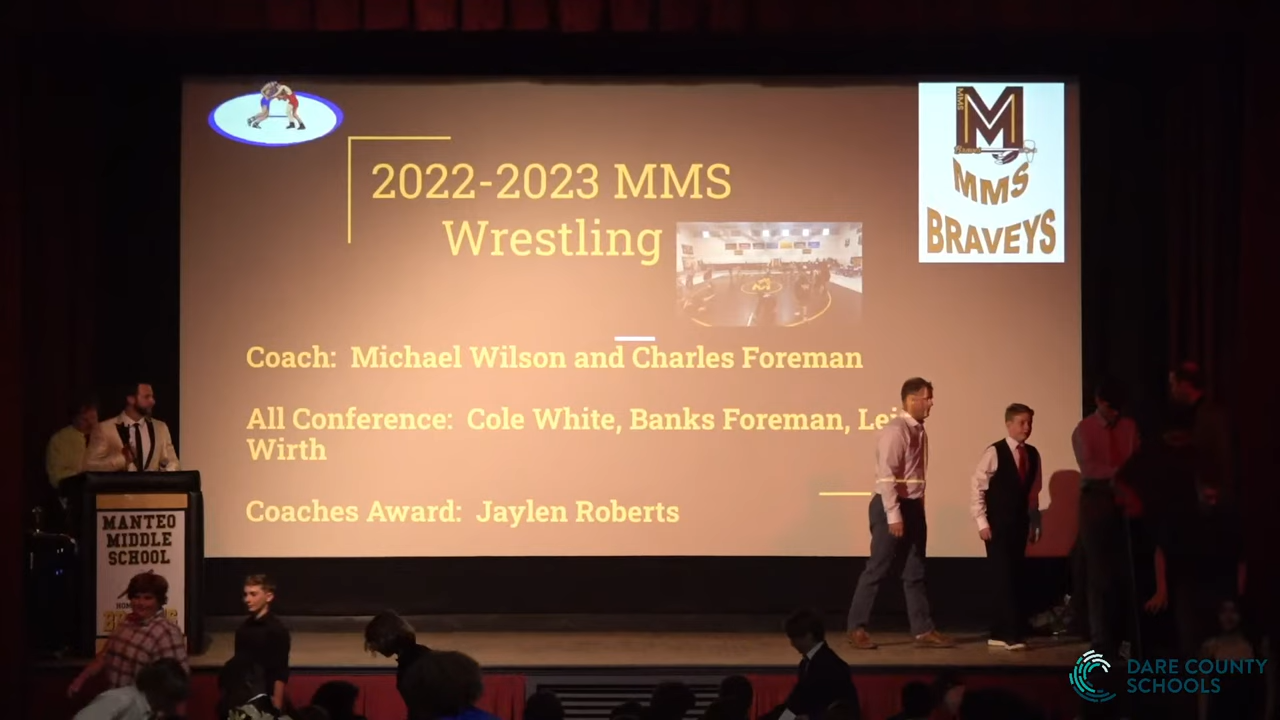 2022-2023 MMS
Wrestling
MMS
M
MMS
BRAVEYS
M
Coach: Michael Wilson and Charles Foreman
All Conference: Cole White, Banks Foreman,
Wirth
Coaches Award: Jaylen Roberts
MANTEO
MIDDLE
SCHOOL
DARE COUNTY
SCHOOLS